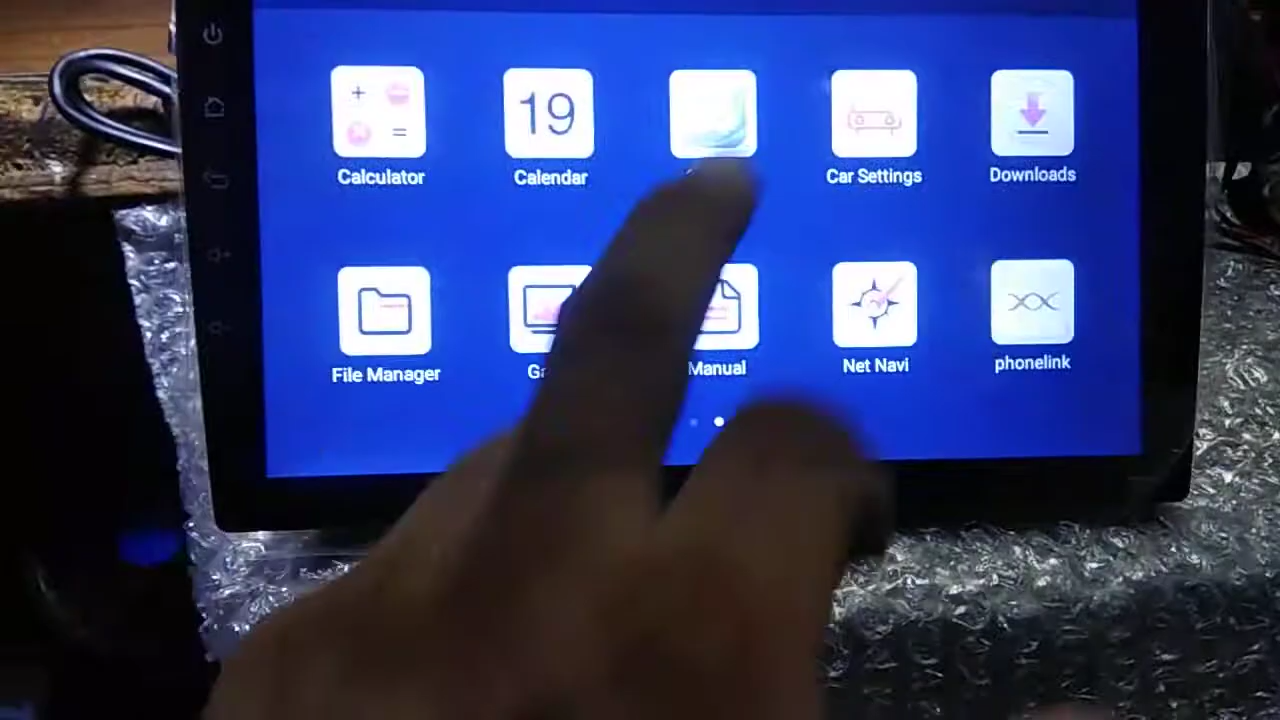 19
Calculator
Calendar
Car Settings
Downloads
File Manager
Manual
Net Navi
phonelink